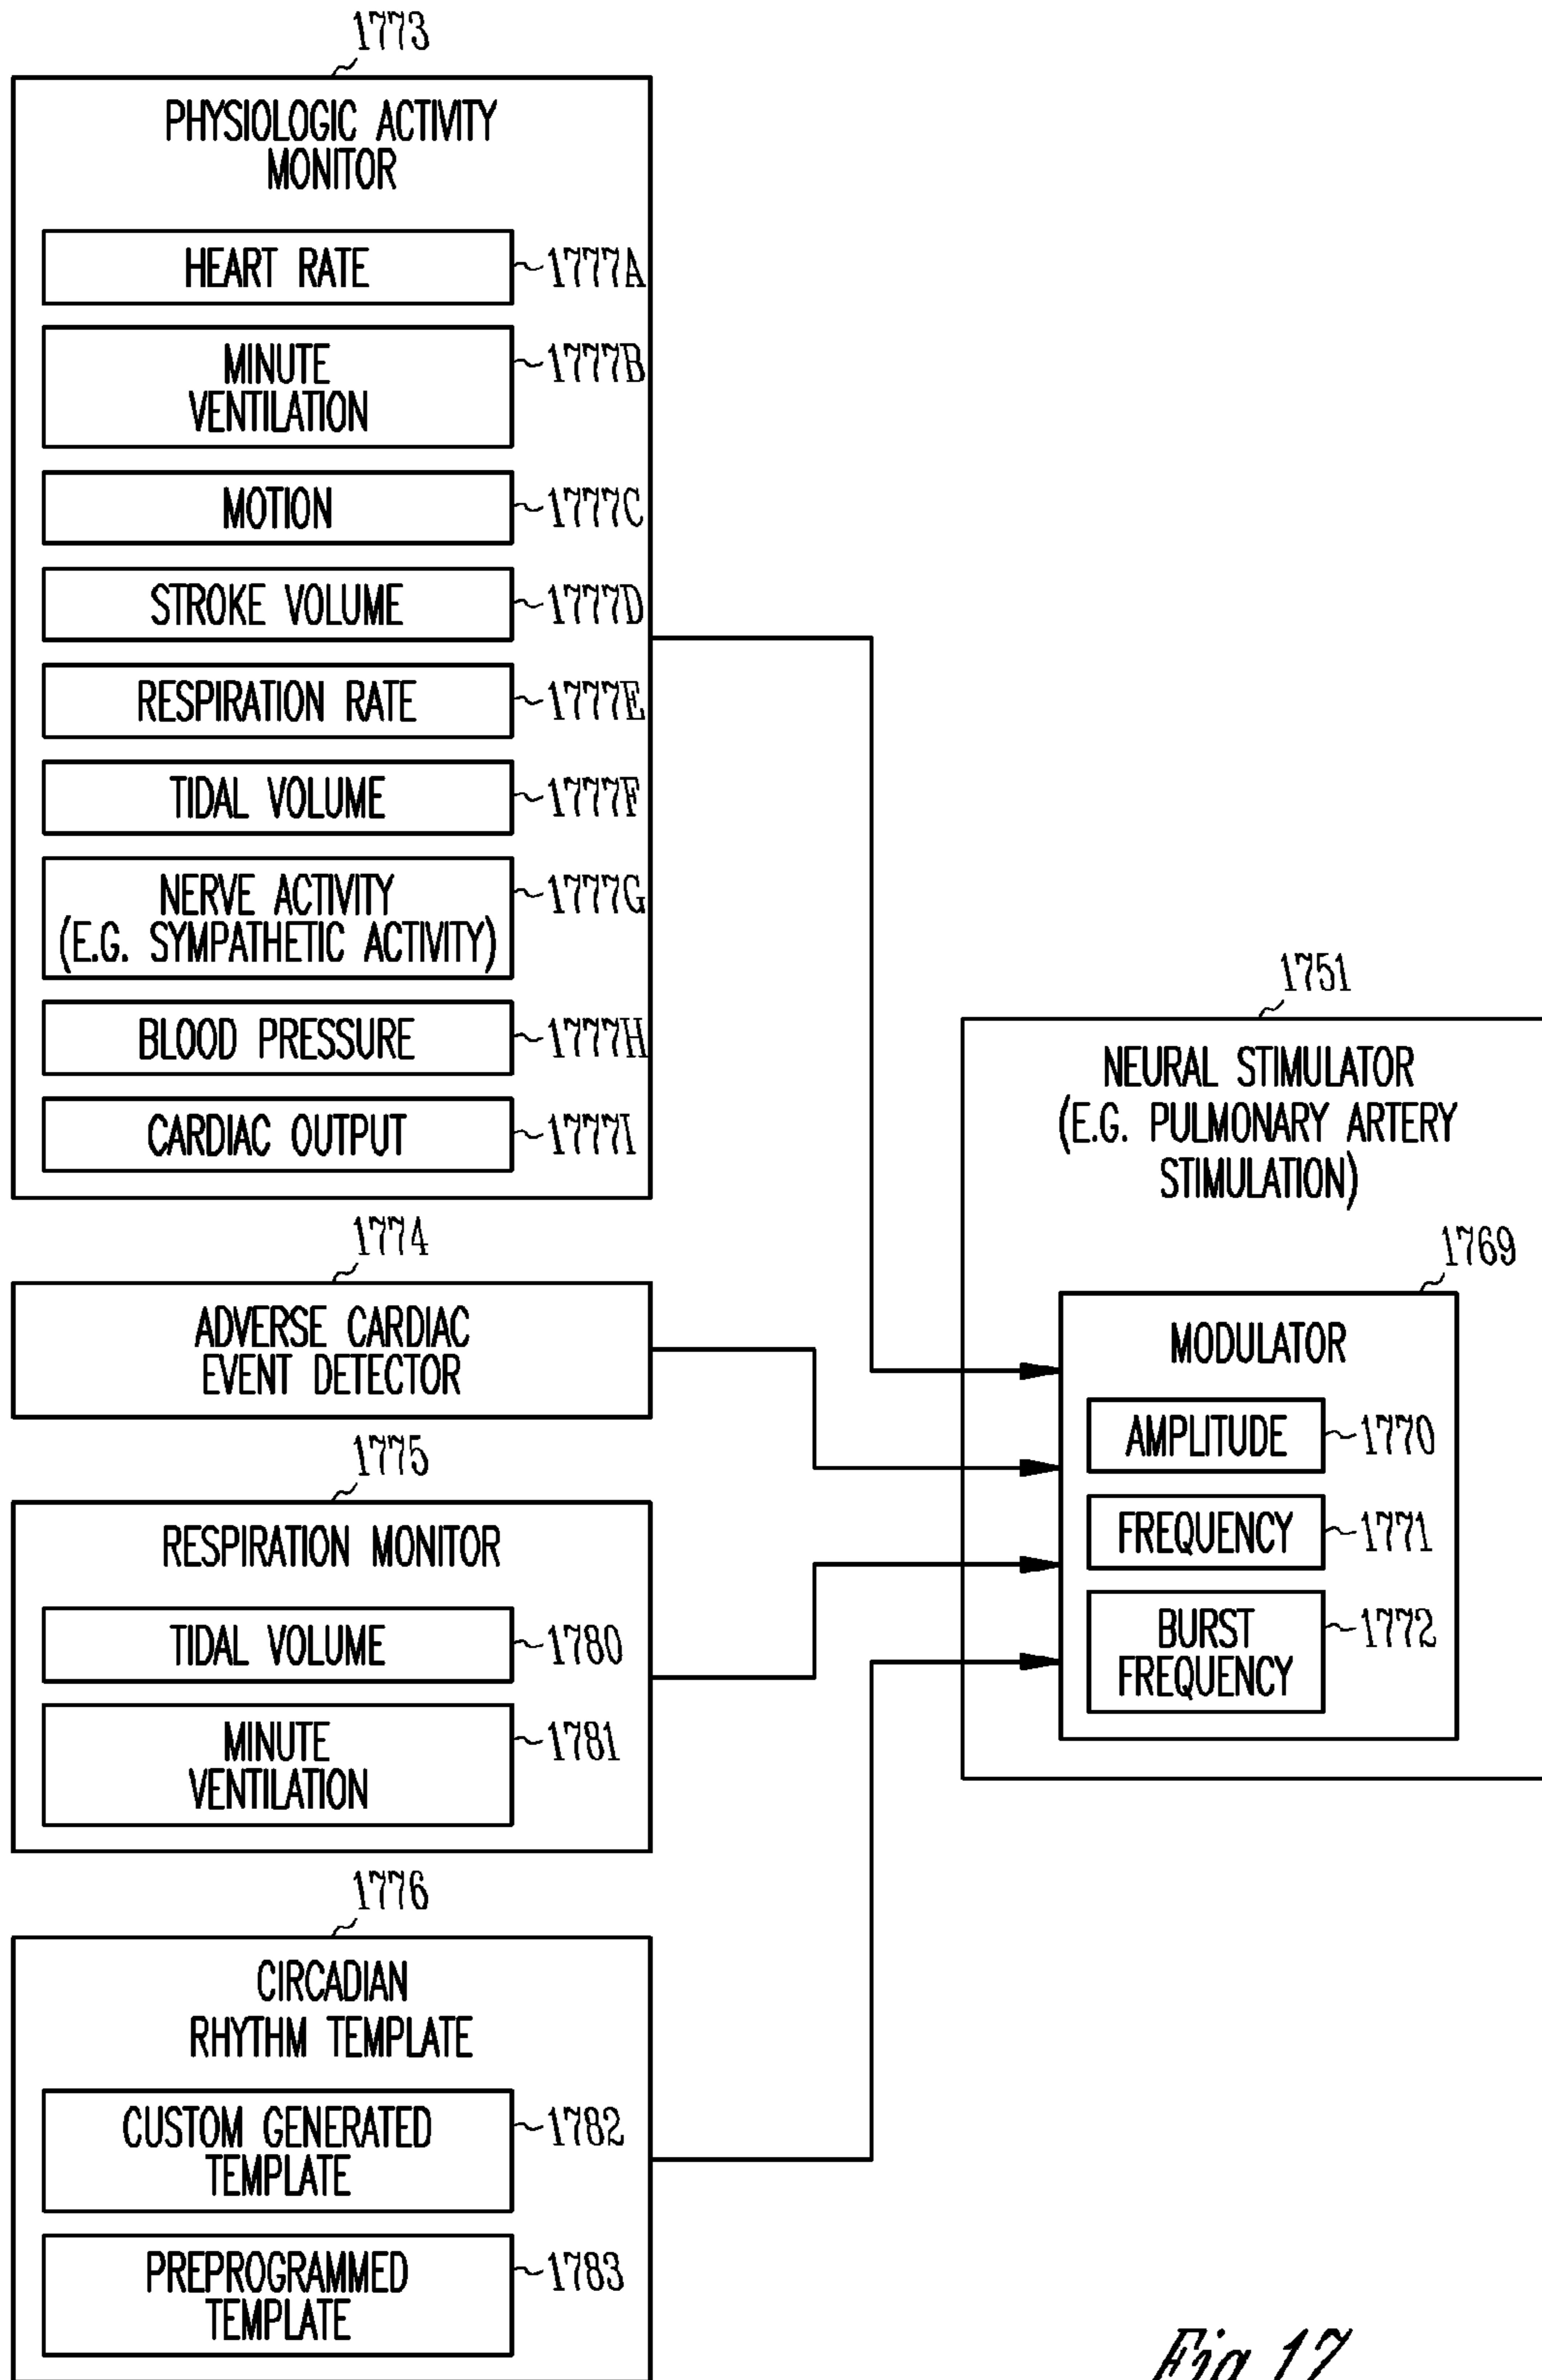 1773
PHYSIOLOGIC ACTIVITY
MONITOR
HEART RATE
1777A
MINUTE
VENTILATION
1777B
MOTION
1777C
STROKE VOLUME
1777D
RESPIRATION RATE
1777E
TIDAL VOLUME
1777F
NERVE ACTIVITY
(E.G. SYMPATHETIC ACTIVITY)
1777G
BLOOD PRESSURE
1777H
CARDIAC OUTPUT
1777I
1774
ADVERSE CARDIAC
EVENT DETECTOR
1775
RESPIRATION MONITOR
TIDAL VOLUME
1780
MINUTE
VENTILATION
1781
1776
CIRCADIAN
RHYTHM TEMPLATE
CUSTOM GENERATED
TEMPLATE
1782
PREPROGRAMMED
TEMPLATE
1783
1751
NEURAL STIMULATOR
(E.G. PULMONARY ARTERY
STIMULATION)
1769
MODULATOR
AMPLITUDE
1770
FREQUENCY
1771
BURST
FREQUENCY
1772
Fig. 17